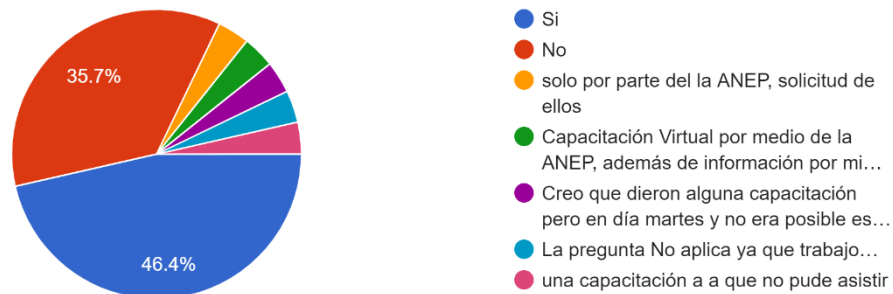 35.7%
46.4%
Si
No
solo por parte del la ANEP, solicitud de
ellos
Capacitación Virtual por medio de la
ANEP, además de información por mi…
Creo que dieron alguna capacitación
pero en día martes y no era posible es…
La pregunta No aplica ya que trabajo…
una capacitación a a que no pude asistir